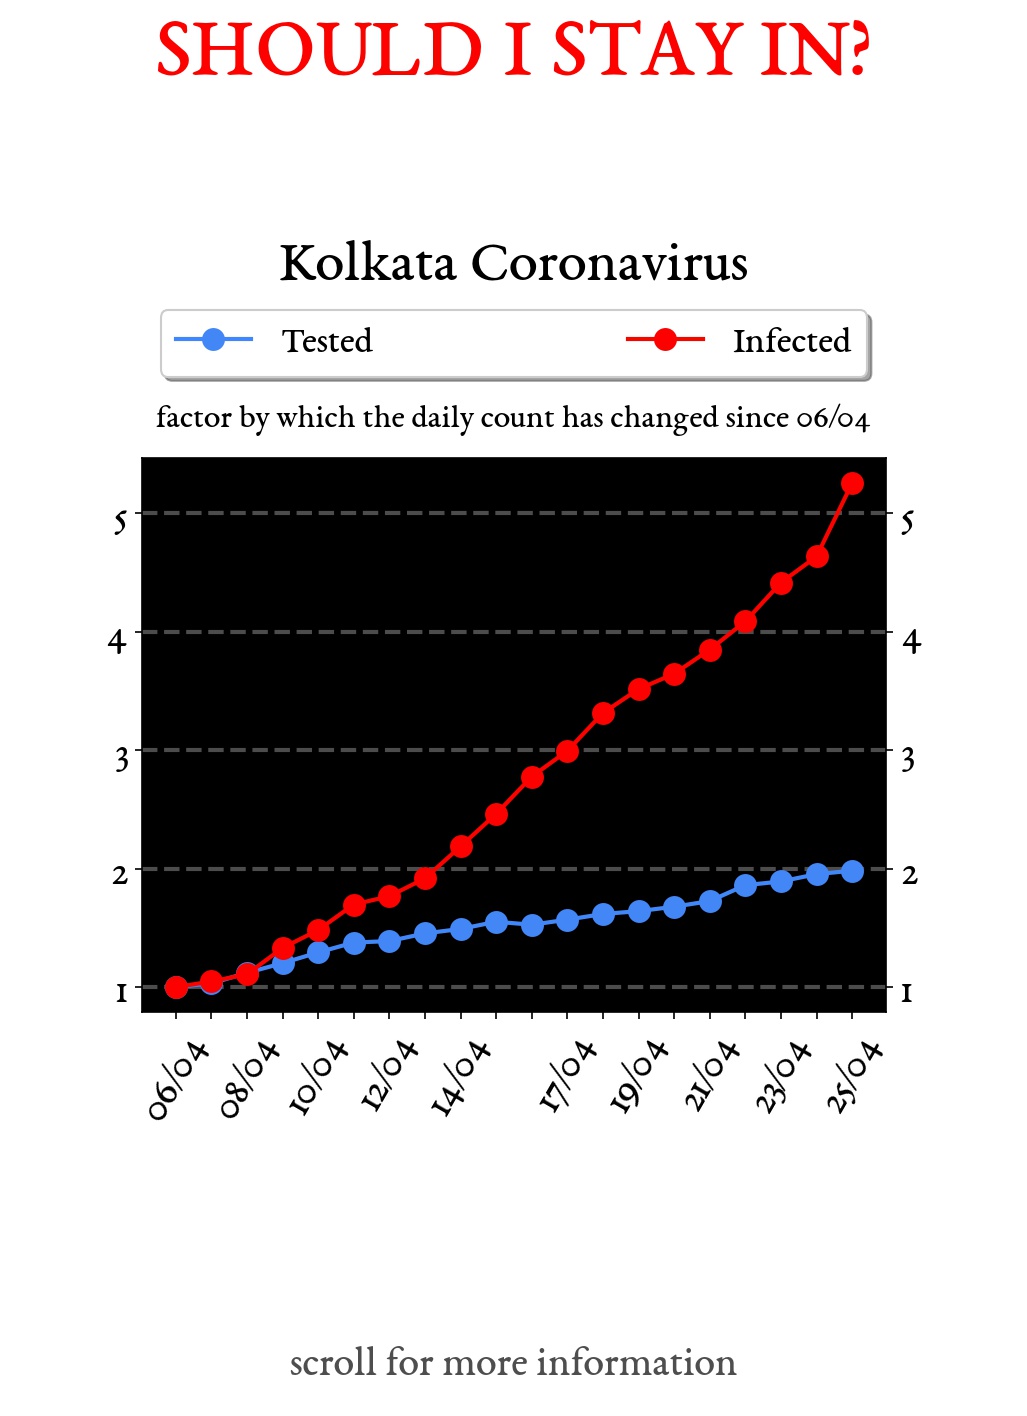 SHOULD I STAY IN?
Kolkata Coronavirus
Tested Infected
factor by which the daily count has changed since 06/04
5 5
4 4
3 3
2 2
1 1
06/04 08/04 10/04 12/04 14/04 17/04 19/04 21/04 23/04 25/04
scroll for more information